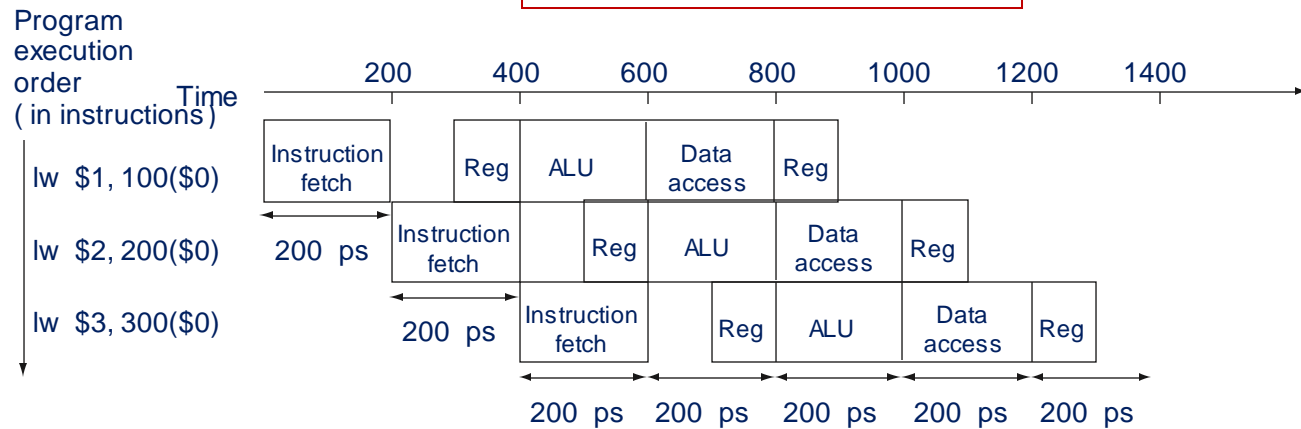 Program
execution
order
( in instructions )
Time
200 400 600 800 1000 1200 1400
lw $1, 100($0)
Instruction
fetch
Reg
ALU
Data
access
Reg
200 ps
lw $2, 200($0)
Instruction
fetch
Reg
ALU
Data
access
Reg
200 ps
lw $3, 300($0)
Instruction
fetch
Reg
ALU
Data
access
Reg
200 ps 200 ps 200 ps 200 ps 200 ps